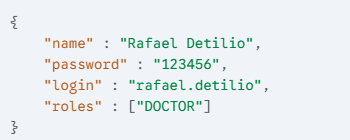 {
    "name" : "Rafael Detilio",
    "password" : "123456",
    "login" : "rafael.detilio",
    "roles" : ["DOCTOR"]
}